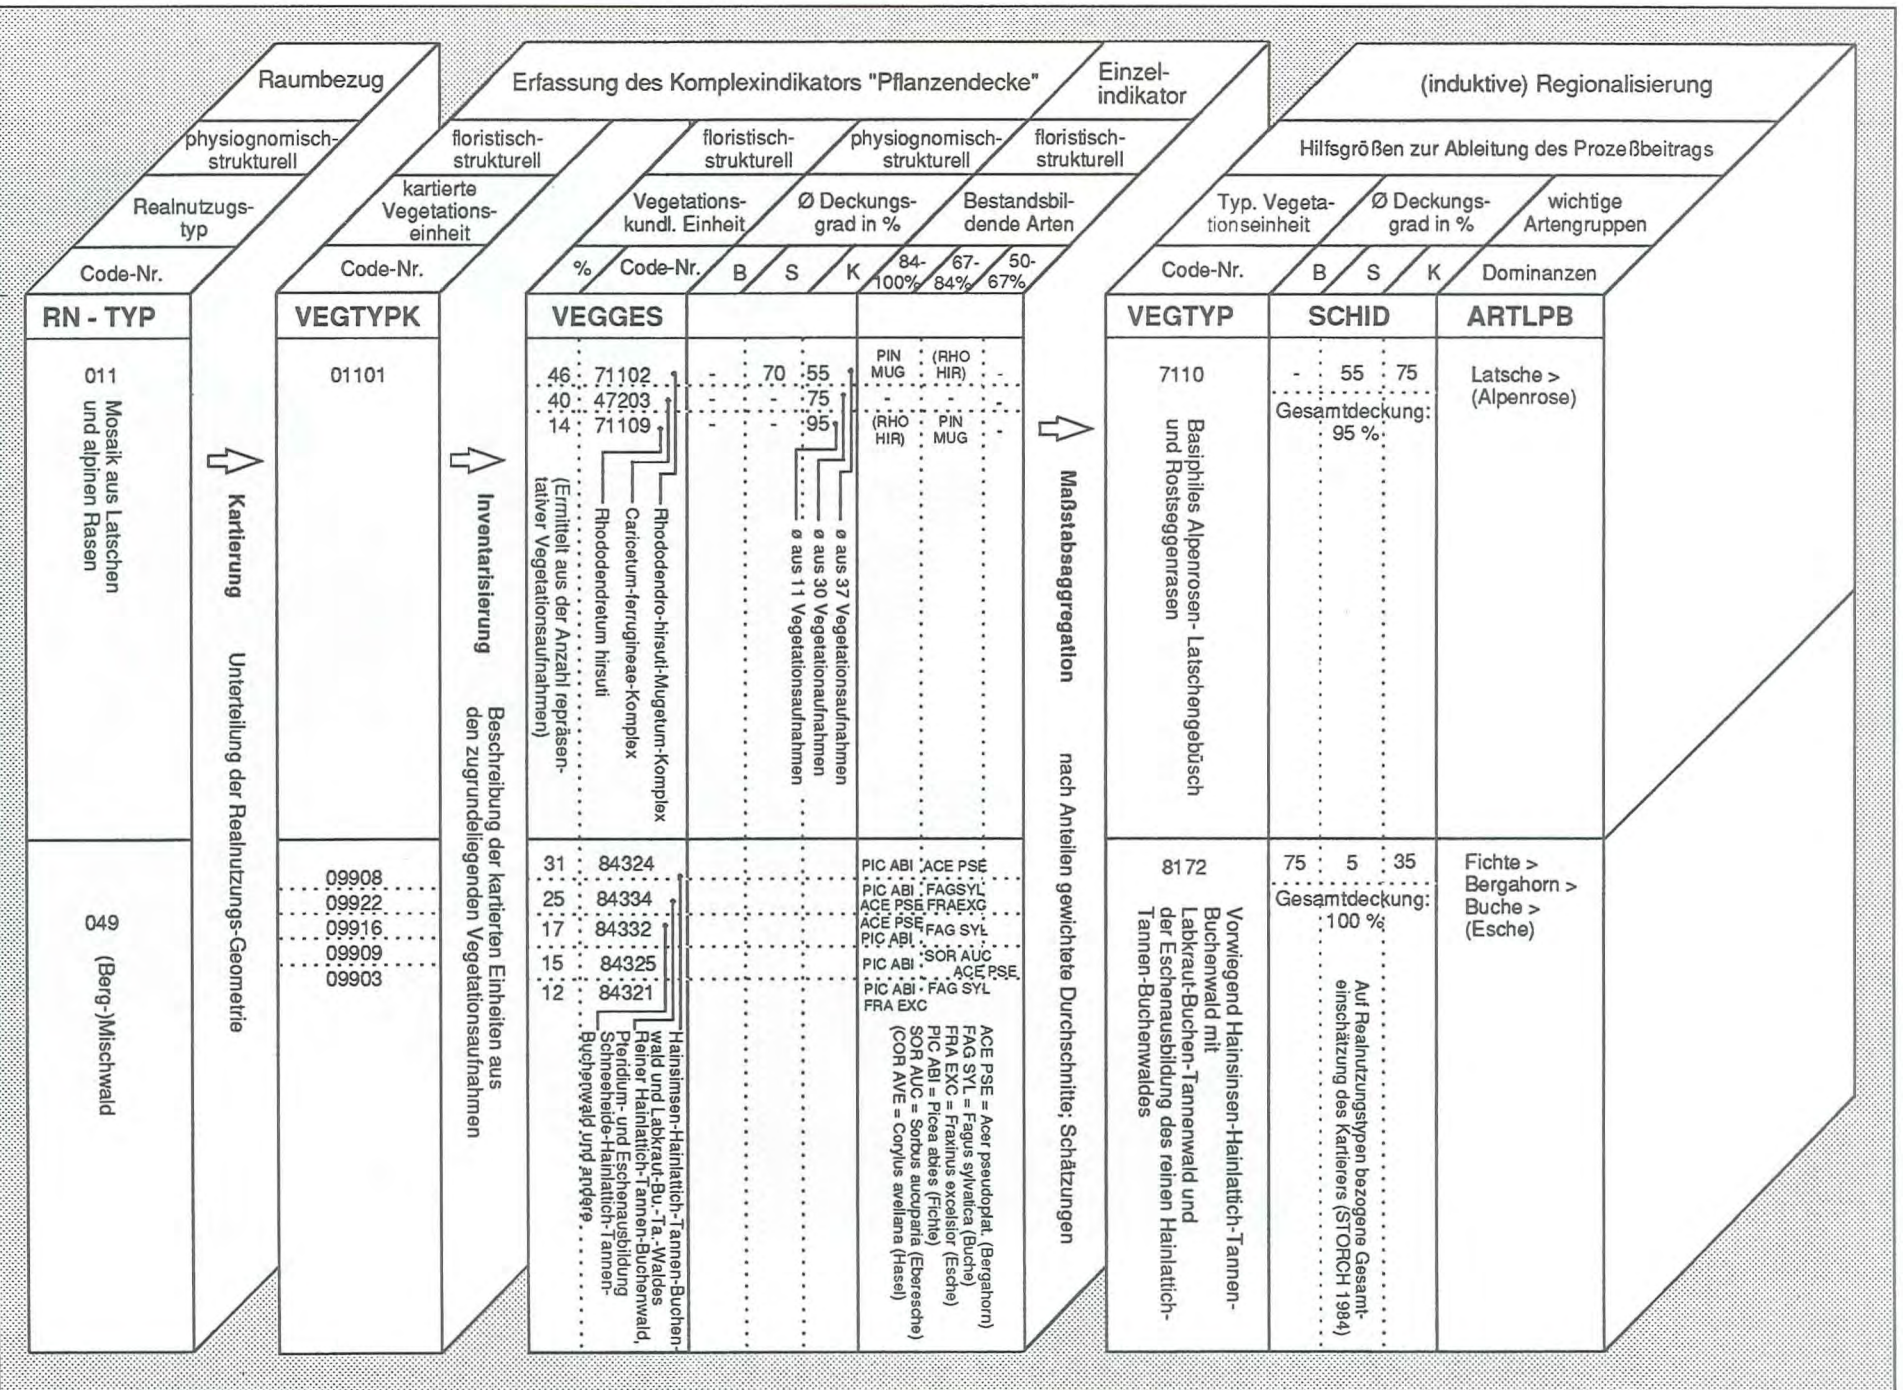 Raumbezug
physiognomisch-
strukturell
Realnutzugs-
typ
Code-Nr.
RN - TYP
011 Mosaik aus Latschen
und alpinen Rasen
049 (Berg-)Mischwald
Kartierung Unterteilung der Realnutzungs-Geometrie
Erfassung des Komplexindikators "Pflanzendecke"
Einzel-
indikator
floristisch-
strukturell
kartierte
Vegetations-
einheit
Code-Nr.
VEGTYPK
01101
09908
09922
09916
09909
09903
Inventarisierung Beschreibung der kartierten Einheiten aus
den zugrundeliegenden Vegetationsaufnahmen
floristisch-
strukturell
physiognomisch-
strukturell
floristisch-
strukturell
Vegetations-
kundl. Einheit
Ø Deckungs-
grad in %
Bestandsbil-
dende Arten
% Code-Nr. B S K 84-100% 67-84% 50-67%
VEGGES
46 71102 - 70 55 PIN MUG (RHO HIR) -
40 47203 - - 75 - - -
14 71109 - - 95 (RHO HIR) PIN MUG -
Rhododendro-hirsuti-Mugetum-Komplex
Caricetum-ferrugineae-Komplex
Rhododendretum hirsuti
(Ermittelt aus der Anzahl repräsen-
tativer Vegetationsaufnahmen)
ø aus 37 Vegetationsaufnahmen
ø aus 30 Vegetationaufnahmen
ø aus 11 Vegetationsaufnahmen
31 84324 PIC ABI ACE PSE
25 84334 PIC ABI FAGSYL
ACE PSE FRAEXC
17 84332 ACE PSE FAG SYL
PIC ABI
15 84325 PIC ABI SOR AUC
ACE PSE
12 84321 PIC ABI FAG SYL
FRA EXC
Hainsimsen-Hainlattich-Tannen-Buchen-
wald und Labkraut-Bu.-Ta.-Waldes
Reiner Hainlattich-Tannen-Buchenwald,
Pteridium- und Eschenausbildung
Schneeheide-Hainlattich-Tannen-
Buchenwald und andere
ACE PSE = Acer pseudoplat. (Bergahorn)
FAG SYL = Fagus sylvatica (Buche)
FRA EXC = Fraxinus excelsior (Esche)
PIC ABI = Picea abies (Fichte)
SOR AUC = Sorbus aucuparia (Eberesche)
(COR AVE = Corylus avellana (Hasel)
Maßstabsaggregation nach Anteilen gewichtete Durchschnitte; Schätzungen
(induktive) Regionalisierung
Hilfsgrößen zur Ableitung des Prozeßbeitrags
Typ. Vegeta-
tionseinheit
Ø Deckungs-
grad in %
wichtige
Artengruppen
Code-Nr. B S K Dominanzen
VEGTYP SCHID ARTLPB
7110 - 55 75 Latsche >
(Alpenrose)
Gesamtdeckung:
95 %
Basiphiles Alpenrosen- Latschengebüsch
und Rostseggenrasen
8172 75 5 35 Fichte >
Bergahorn >
Buche >
(Esche)
Gesamtdeckung:
100 %
Vorwiegend Hainsinsen-Hainlattich-Tannen-
Buchenwald mit
Labkraut-Buchen-Tannenwald und
der Eschenausbildung des reinen Hainlattich-
Tannen-Buchenwaldes
Auf Realnutzungstypen bezogene Gesamt-
einschätzung des Kartierers (STORCH 1984)